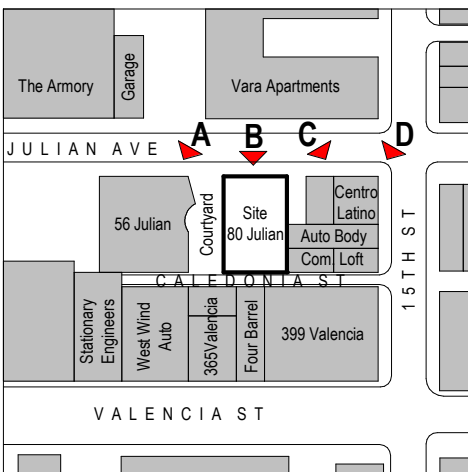 The Armory
Garage
Vara Apartments
A
B
C
D
JULIAN AVE
56 Julian
Courtyard
Site
80 Julian
Centro
Latino
Auto Body
Com. Loft
15TH ST
CALEDONIA ST
Stationary
Engineers
West Wind
Auto
365Valencia
Four Barrel
399 Valencia
VALENCIA ST